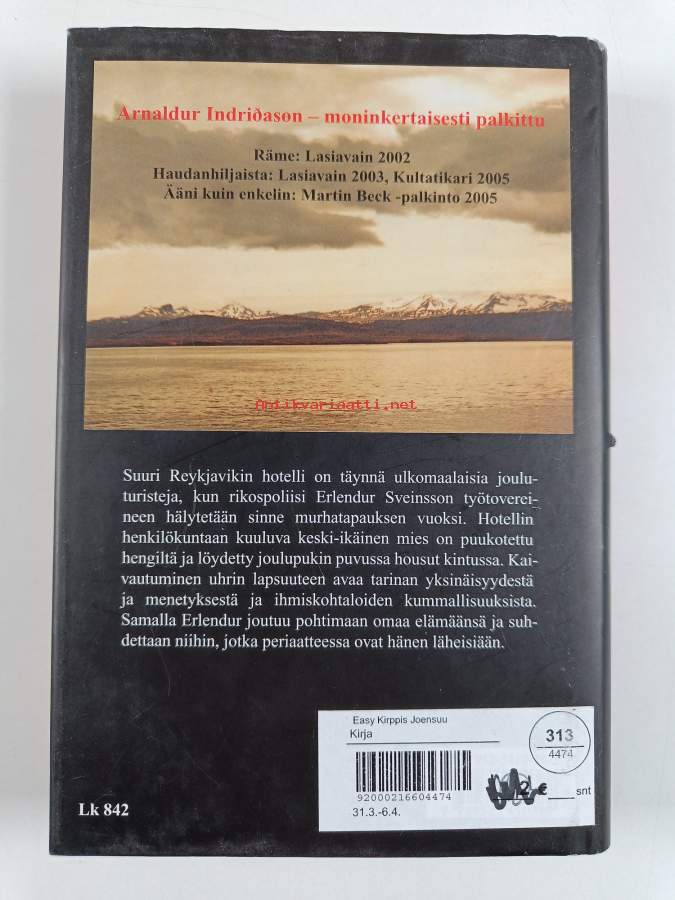 Arnaldur Indriðason – moninkertaisesti palkittu
Räme: Lasiavain 2002
Haudanhiljaista: Lasiavain 2003, Kultatikari 2005
Ääni kuin enkelin: Martin Beck -palkinto 2005
Antikvariaatti.net
Suuri Reykjavikin hotelli on täynnä ulkomaalaisia joulu-
turisteja, kun rikospoliisi Erlendur Sveinsson työtoverei-
neen hälytetään sinne murhatapauksen vuoksi. Hotellin
henkilökuntaan kuuluva keski-ikäinen mies on puukotettu
hengiltä ja löydetty joulupukin puvussa housut kintussa. Kai-
vautuminen uhrin lapsuuteen avaa tarinan yksinäisyydestä
ja menetyksestä ja ihmiskohtaloiden kummallisuuksista.
Samalla Erlendur joutuu pohtimaan omaa elämäänsä ja suh-
dettaan niihin, jotka periaatteessa ovat hänen läheisiään.
Easy Kirppis Joensuu
Kirja
313
4474
92000216604474
2 € ___ snt
31.3.-6.4.
Lk 842